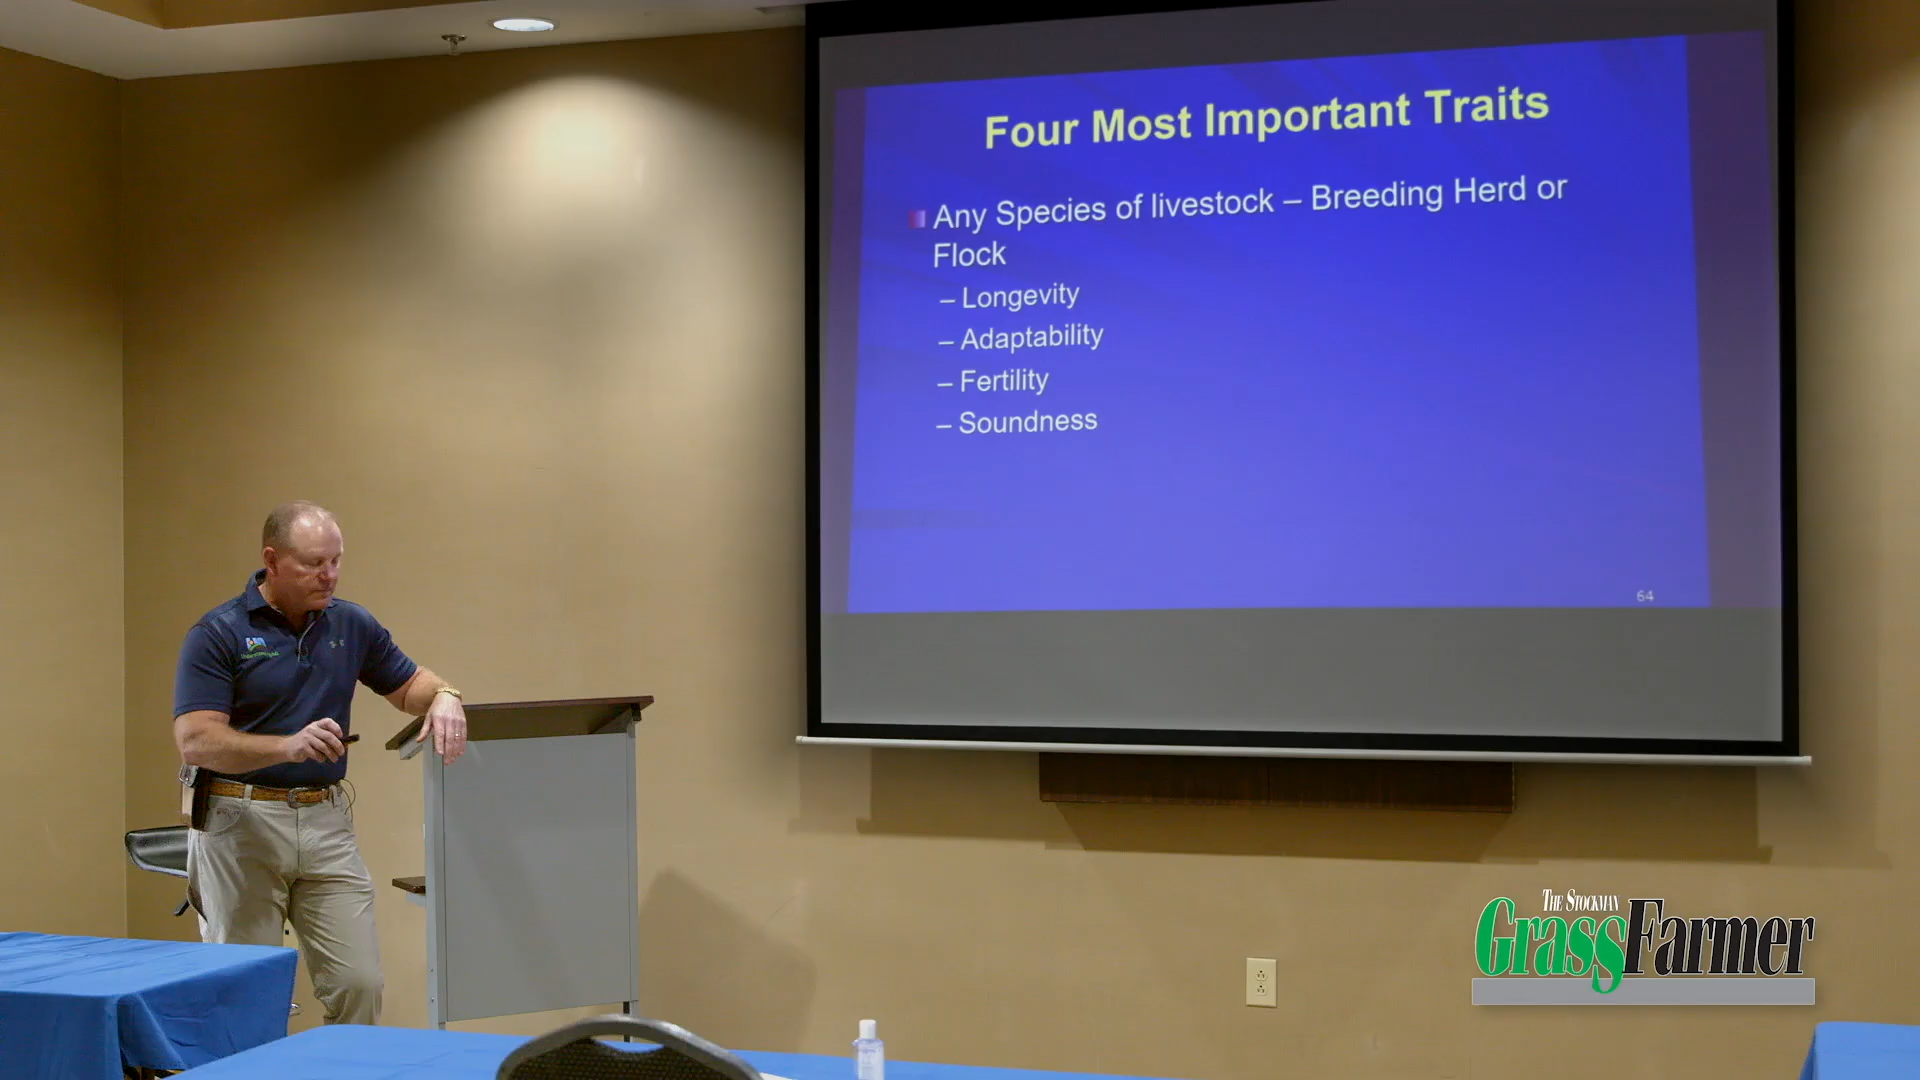 Four Most Important Traits
Any Species of livestock – Breeding Herd or
Flock
– Longevity
– Adaptability
– Fertility
– Soundness
64
The Stockman
GrassFarmer